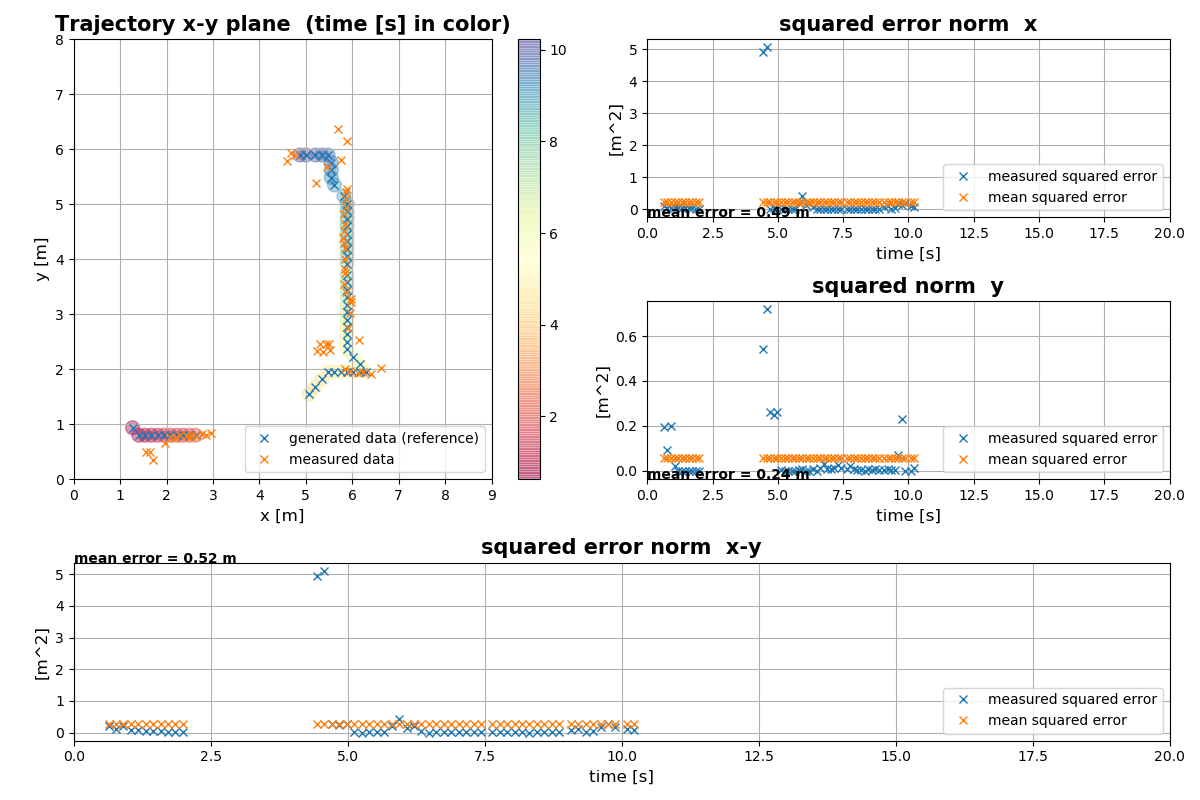 Trajectory x-y plane  (time [s] in color)
8
7
6
5
4
3
2
1
0
y [m]
0 1 2 3 4 5 6 7 8 9
x [m]
generated data (reference)
measured data
10
8
6
4
2
squared error norm  x
5
4
3
2
1
0
[m^2]
measured squared error
mean squared error
mean error = 0.49 m
0.0 2.5 5.0 7.5 10.0 12.5 15.0 17.5 20.0
time [s]
squared norm  y
0.6
0.4
0.2
0.0
[m^2]
measured squared error
mean squared error
mean error = 0.24 m
0.0 2.5 5.0 7.5 10.0 12.5 15.0 17.5 20.0
time [s]
squared error norm  x-y
mean error = 0.52 m
5
4
3
2
1
0
[m^2]
measured squared error
mean squared error
0.0 2.5 5.0 7.5 10.0 12.5 15.0 17.5 20.0
time [s]